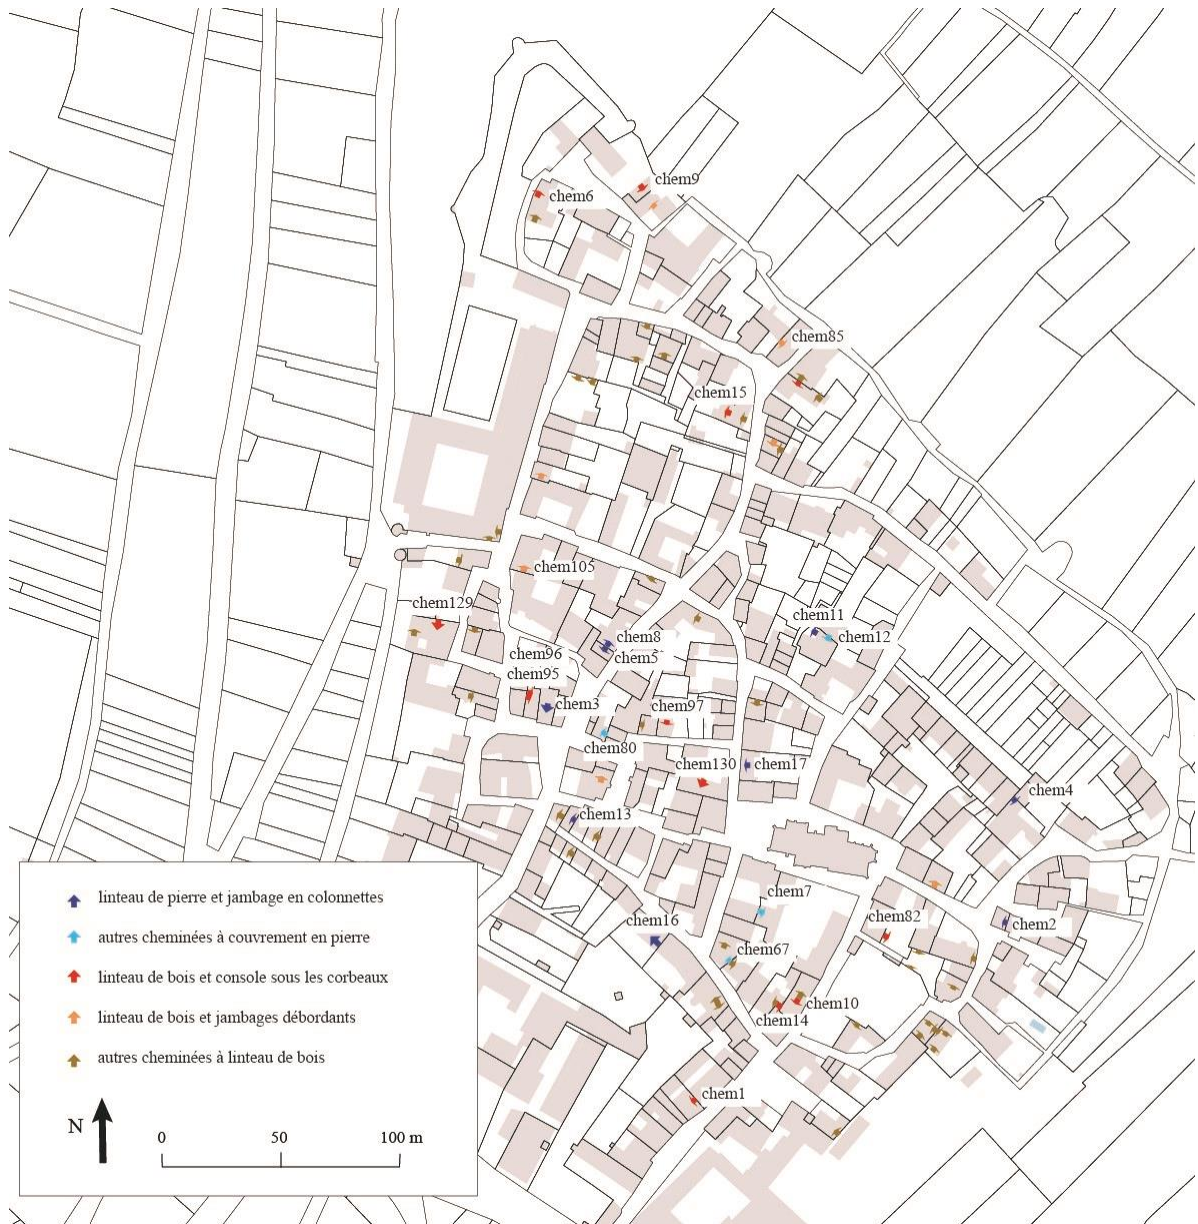 chem9
chem6
chem85
chem15
chem105
chem129
chem11
chem8
chem12
chem96
chem5
chem95
chem3
chem97
chem80
chem130
chem17
chem4
chem13
chem7
chem16
chem82
chem2
chem67
chem10
chem14
chem1
linteau de pierre et jambage en colonnettes
autres cheminées à couvrement en pierre
linteau de bois et console sous les corbeaux
linteau de bois et jambages débordants
autres cheminées à linteau de bois
N
0 50 100 m